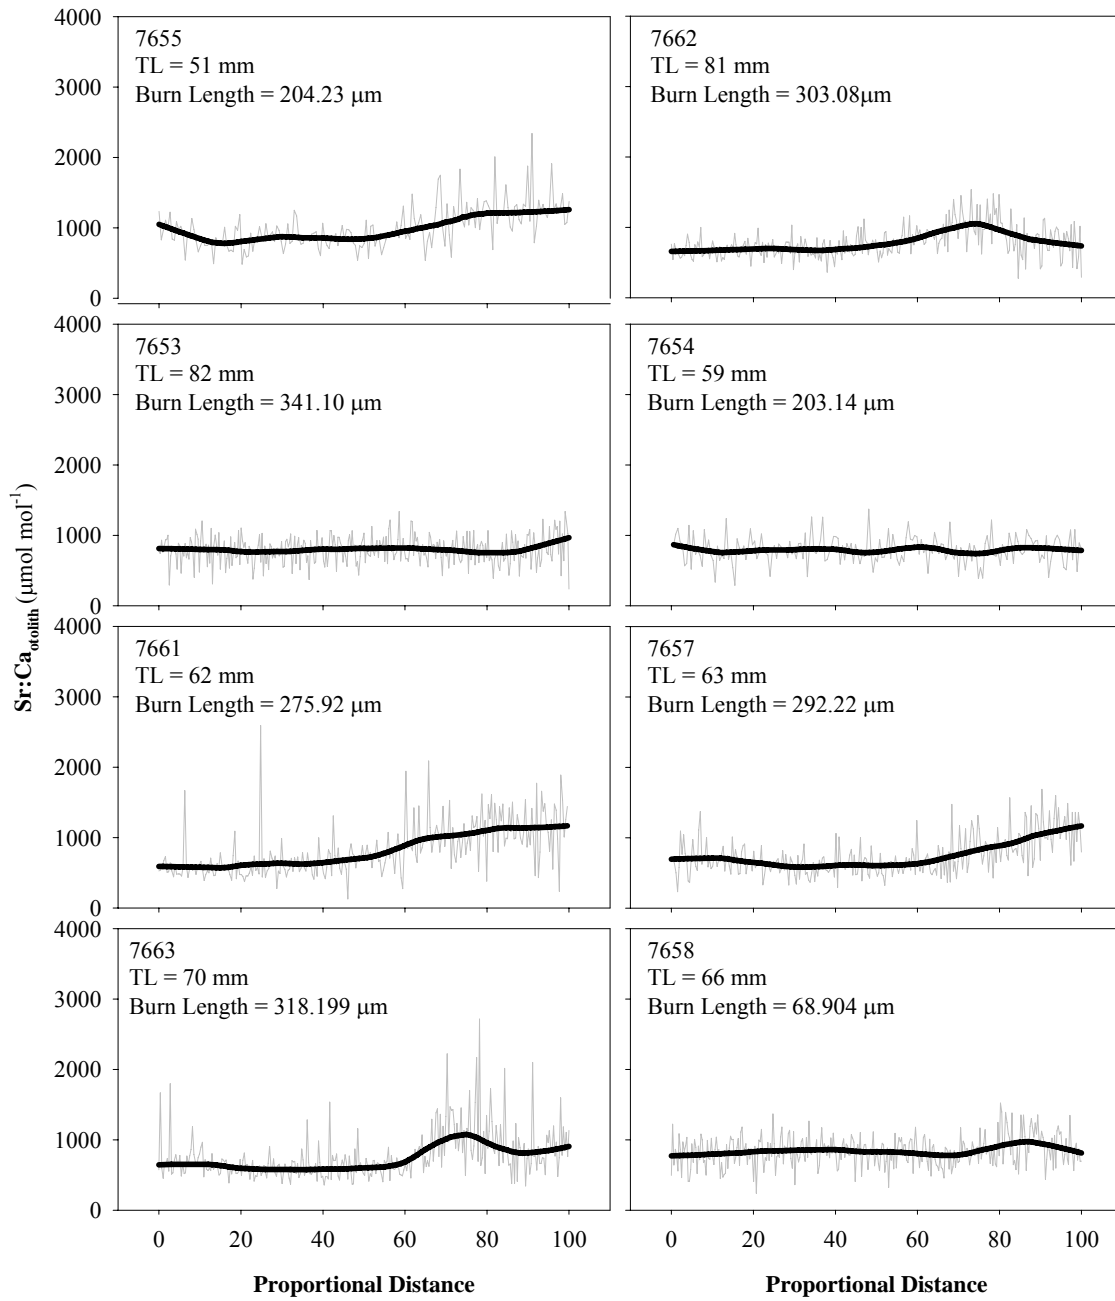 4000
3000
2000
1000
0
7655
TL = 51 mm
Burn Length = 204.23 μm
7662
TL = 81 mm
Burn Length = 303.08μm
4000
3000
2000
1000
0
7653
TL = 82 mm
Burn Length = 341.10 μm
7654
TL = 59 mm
Burn Length = 203.14 μm
Sr:Ca_otolith (μmol mol⁻¹)
4000
3000
2000
1000
0
7661
TL = 62 mm
Burn Length = 275.92 μm
7657
TL = 63 mm
Burn Length = 292.22 μm
4000
3000
2000
1000
0
7663
TL = 70 mm
Burn Length = 318.199 μm
7658
TL = 66 mm
Burn Length = 68.904 μm
0 20 40 60 80 100
0 20 40 60 80 100
Proportional Distance
Proportional Distance